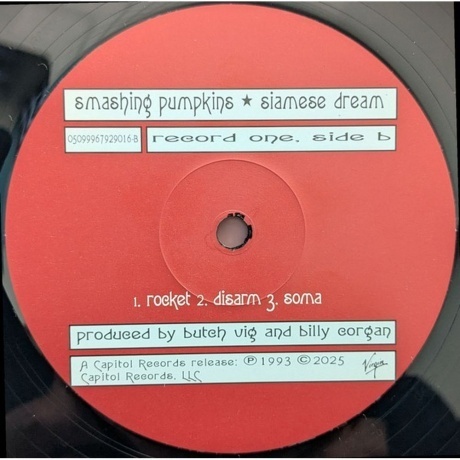 smashing pumpkins ★ siamese dream
05099967929016-B
record one, side b
1. rocket 2. disarm 3. soma
produced by butch vig and billy corgan
A Capitol Records release: ℗ 1993 © 2025
Capitol Records, LLC
Virgin